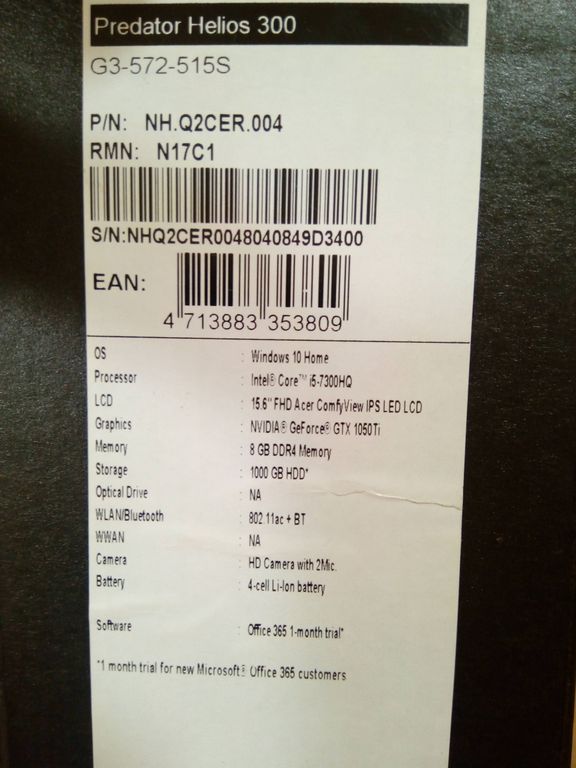 Predator Helios 300
G3-572-515S
P/N: NH.Q2CER.004
RMN: N17C1
S/N:NHQ2CER0048040849D3400
EAN:
4 713883 353809
OS : Windows 10 Home
Processor : Intel® Core™ i5-7300HQ
LCD : 15.6" FHD Acer ComfyView IPS LED LCD
Graphics : NVIDIA® GeForce® GTX 1050Ti
Memory : 8 GB DDR4 Memory
Storage : 1000 GB HDD*
Optical Drive : NA
WLAN/Bluetooth : 802.11ac + BT
WWAN : NA
Camera : HD Camera with 2Mic.
Battery : 4-cell Li-Ion battery
Software : Office 365 1-month trial*
*1 month trial for new Microsoft® Office 365 customers